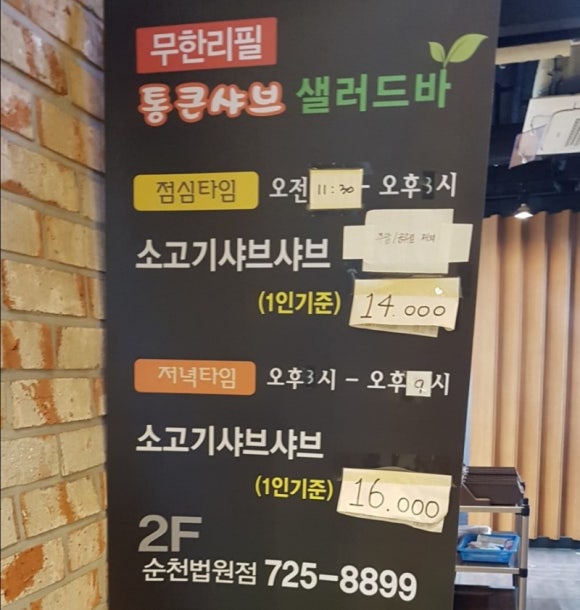 무한리필
통큰샤브 샐러드바
점심타임 오전 11:30 - 오후 3시
소고기샤브샤브
(1인기준) 14.000
저녁타임 오후 3시 - 오후 9시
소고기샤브샤브
(1인기준) 16.000
2F
순천법원점 725-8899